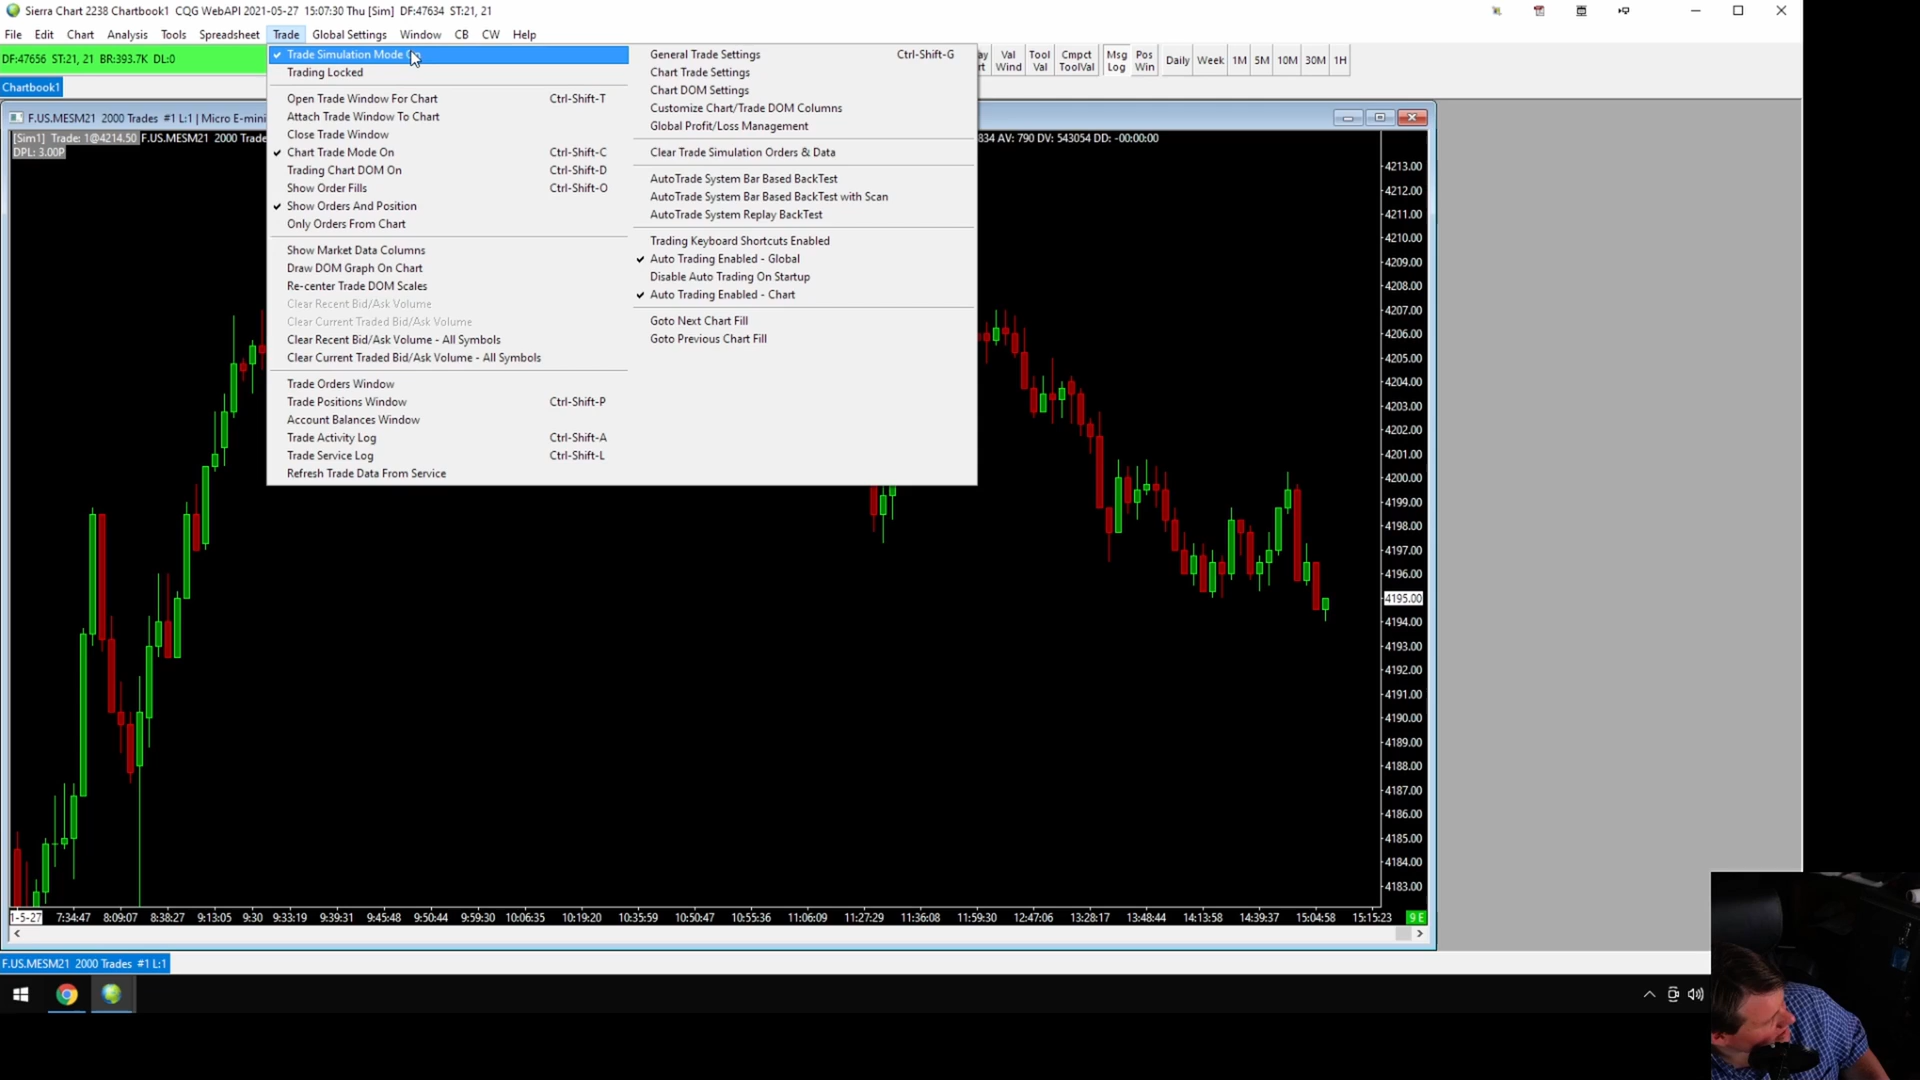 Sierra Chart 2238 Chartbook1 CQG WebAPI 2021-05-27 15:07:30 Thu [Sim] DF:47634 ST:21, 21
File Edit Chart Analysis Tools Spreadsheet Trade Global Settings Window CB CW Help
DF:47656 ST:21, 21 BR:393.7K DL:0
Val Wind
Tool Val
Cmpct ToolVal
Msg Log
Pos Win
Daily Week 1M 5M 10M 30M 1H
Chartbook1
F.US.MESM21 2000 Trades #1 L:1 | Micro E-mini
[Sim1] Trade: 1@4214.50 F.US.MESM21 2000 Trade
834 AV: 790 DV: 543054 DD: -00:00:00
DPL: 3.00P
Trade Simulation Mode
Trading Locked
Open Trade Window For Chart Ctrl-Shift-T
Attach Trade Window To Chart
Close Trade Window
Chart Trade Mode On Ctrl-Shift-C
Trading Chart DOM On Ctrl-Shift-D
Show Order Fills Ctrl-Shift-O
Show Orders And Position
Only Orders From Chart
Show Market Data Columns
Draw DOM Graph On Chart
Re-center Trade DOM Scales
Clear Recent Bid/Ask Volume
Clear Current Traded Bid/Ask Volume
Clear Recent Bid/Ask Volume - All Symbols
Clear Current Traded Bid/Ask Volume - All Symbols
Trade Orders Window
Trade Positions Window Ctrl-Shift-P
Account Balances Window
Trade Activity Log Ctrl-Shift-A
Trade Service Log Ctrl-Shift-L
Refresh Trade Data From Service
General Trade Settings Ctrl-Shift-G
Chart Trade Settings
Chart DOM Settings
Customize Chart/Trade DOM Columns
Global Profit/Loss Management
Clear Trade Simulation Orders & Data
AutoTrade System Bar Based BackTest
AutoTrade System Bar Based BackTest with Scan
AutoTrade System Replay BackTest
Trading Keyboard Shortcuts Enabled
Auto Trading Enabled - Global
Disable Auto Trading On Startup
Auto Trading Enabled - Chart
Goto Next Chart Fill
Goto Previous Chart Fill
4213.00
4212.00
4211.00
4210.00
4209.00
4208.00
4207.00
4206.00
4205.00
4204.00
4203.00
4202.00
4201.00
4200.00
4199.00
4198.00
4197.00
4196.00
4195.00
4194.00
4193.00
4192.00
4191.00
4190.00
4189.00
4188.00
4187.00
4186.00
4185.00
4184.00
4183.00
1-5-27 7:34:47 8:09:07 8:38:27 9:13:05 9:30 9:33:19 9:39:31 9:45:48 9:50:44 9:59:30 10:06:35 10:19:20 10:35:59 10:50:47 10:55:36 11:06:09 11:27:29 11:36:08 11:59:30 12:47:06 13:28:17 13:48:44 14:13:58 14:39:37 15:04:58 15:15:23 9 E
F.US.MESM21 2000 Trades #1 L:1